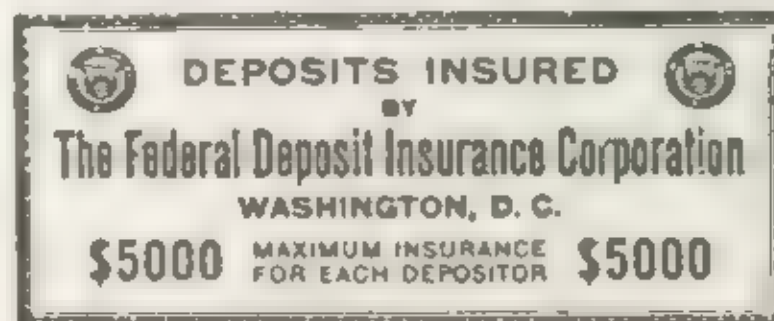 DEPOSITS INSURED
BY
The Federal Deposit Insurance Corporation
WASHINGTON, D. C.
$5000 MAXIMUM INSURANCE FOR EACH DEPOSITOR $5000